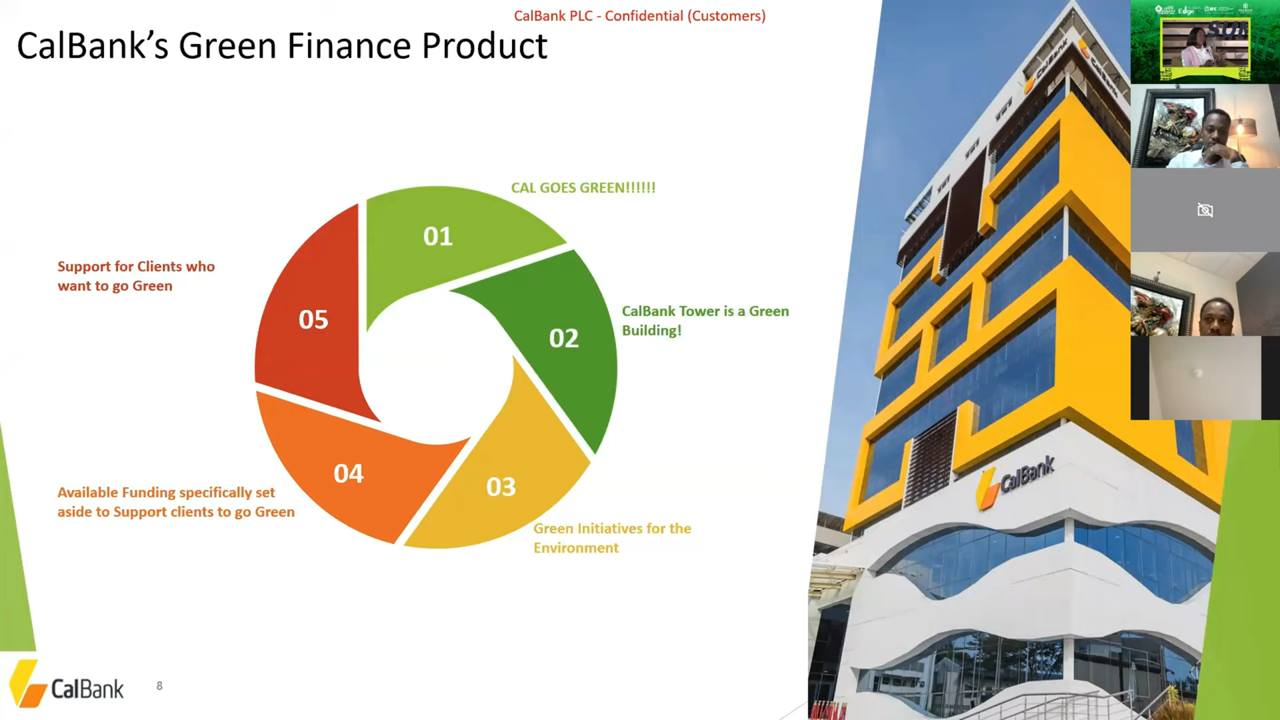 CalBank PLC - Confidential (Customers)
CalBank’s Green Finance Product
CAL GOES GREEN!!!!!!
01
Support for Clients who
want to go Green
05
02
CalBank Tower is a Green
Building!
04
03
Available Funding specifically set
aside to Support clients to go Green
Green Initiatives for the
Environment
CalBank
CalBank
CalBank
CalBank
8